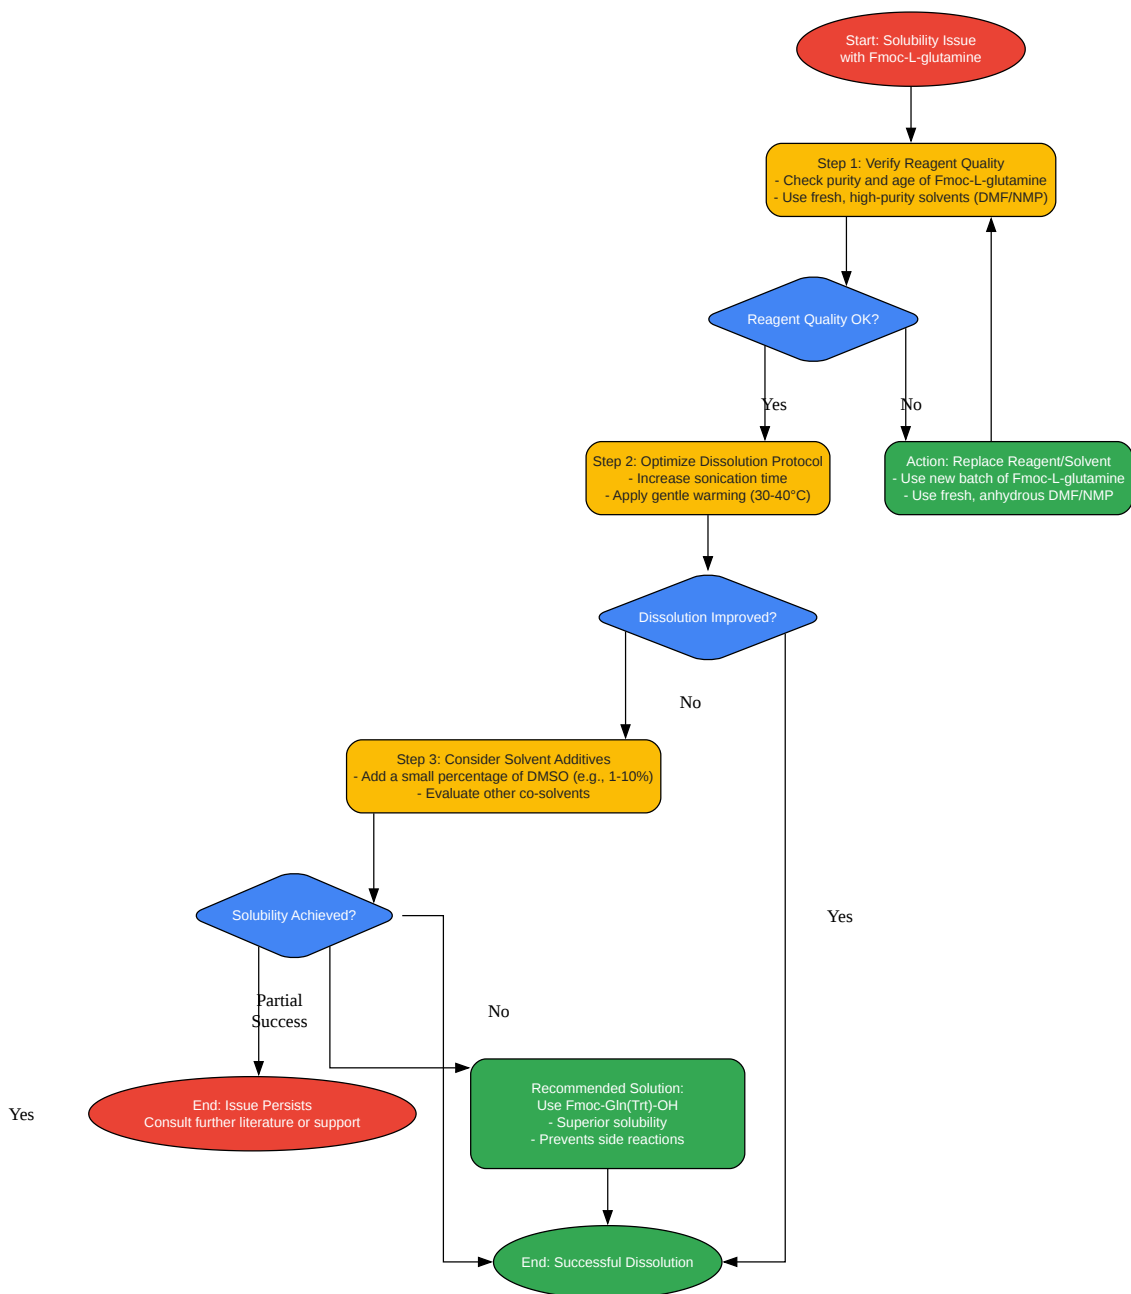 Start: Solubility Issue
with Fmoc-L-glutamine
Step 1: Verify Reagent Quality
- Check purity and age of Fmoc-L-glutamine
- Use fresh, high-purity solvents (DMF/NMP)
Reagent Quality OK?
Yes
No
Step 2: Optimize Dissolution Protocol
- Increase sonication time
- Apply gentle warming (30-40°C)
Action: Replace Reagent/Solvent
- Use new batch of Fmoc-L-glutamine
- Use fresh, anhydrous DMF/NMP
Dissolution Improved?
No
Step 3: Consider Solvent Additives
- Add a small percentage of DMSO (e.g., 1-10%)
- Evaluate other co-solvents
Solubility Achieved?
Yes
Partial
Success
No
Recommended Solution:
Use Fmoc-Gln(Trt)-OH
- Superior solubility
- Prevents side reactions
End: Issue Persists
Consult further literature or support
Yes
End: Successful Dissolution